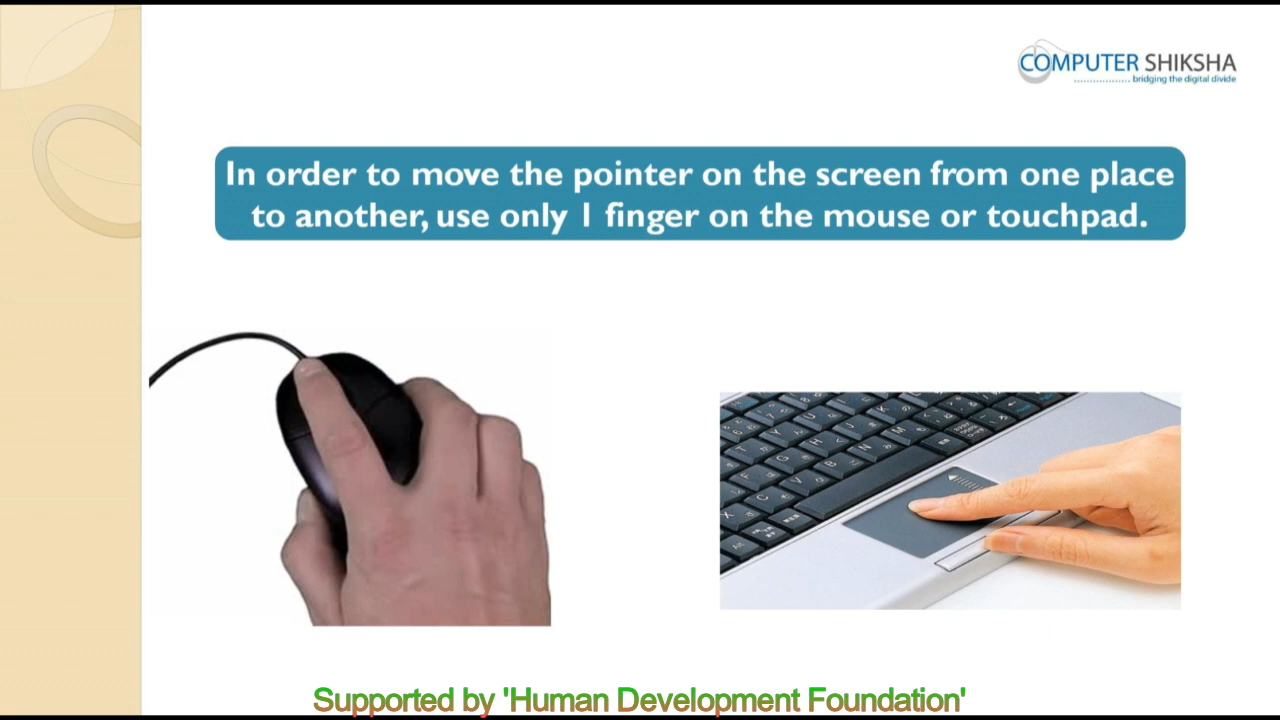 COMPUTER SHIKSHA
bridging the digital divide
In order to move the pointer on the screen from one place
to another, use only 1 finger on the mouse or touchpad.
Supported by 'Human Development Foundation'